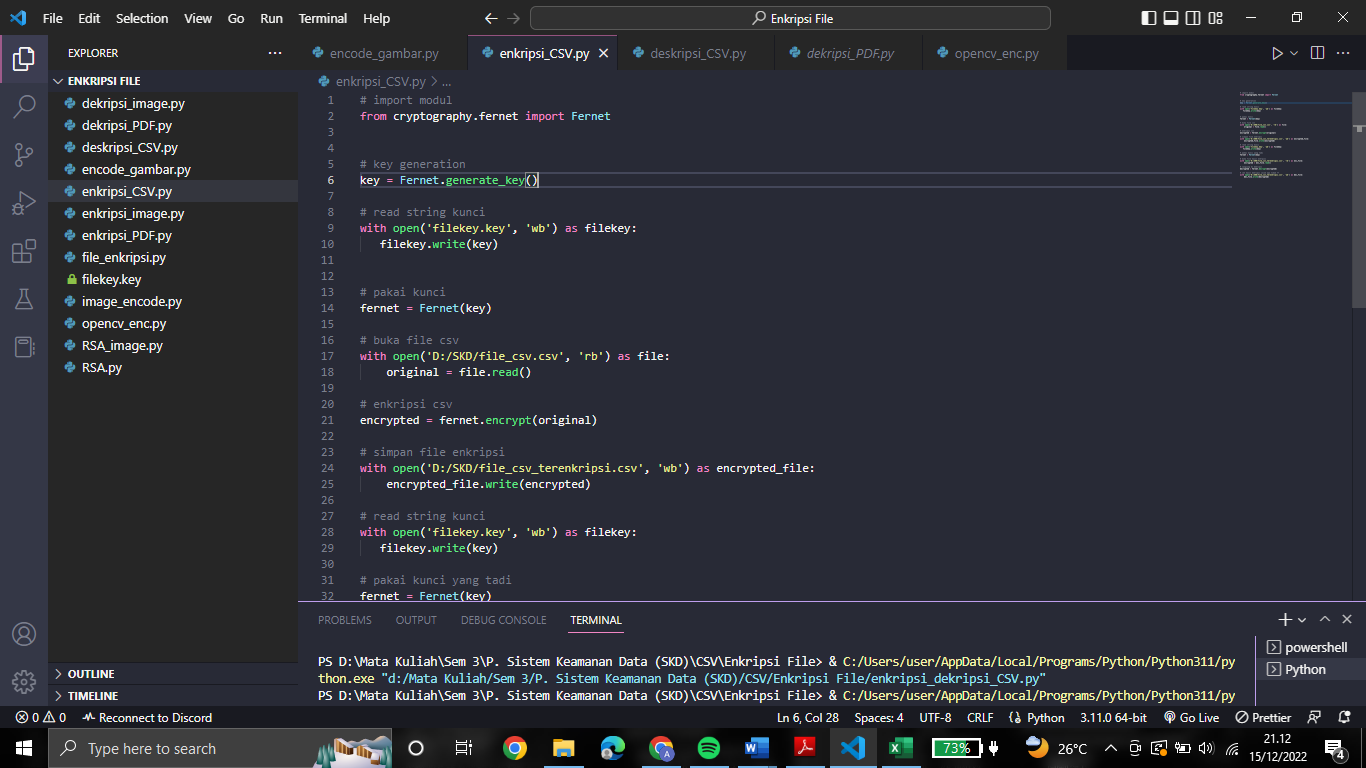 File Edit Selection View Go Run Terminal Help
Enkripsi File
EXPLORER
encode_gambar.py
enkripsi_CSV.py
deskripsi_CSV.py
dekripsi_PDF.py
opencv_enc.py
ENKRIPSI FILE
dekripsi_image.py
dekripsi_PDF.py
deskripsi_CSV.py
encode_gambar.py
enkripsi_CSV.py
enkripsi_image.py
enkripsi_PDF.py
file_enkripsi.py
filekey.key
image_encode.py
opencv_enc.py
RSA_image.py
RSA.py
OUTLINE
TIMELINE
enkripsi_CSV.py > ...
1 # import modul
2 from cryptography.fernet import Fernet
3
4
5 # key generation
6 key = Fernet.generate_key()
7
8 # read string kunci
9 with open('filekey.key', 'wb') as filekey:
10 filekey.write(key)
11
12
13 # pakai kunci
14 fernet = Fernet(key)
15
16 # buka file csv
17 with open('D:/SKD/file_csv.csv', 'rb') as file:
18 original = file.read()
19
20 # enkripsi csv
21 encrypted = fernet.encrypt(original)
22
23 # simpan file enkripsi
24 with open('D:/SKD/file_csv_terenkripsi.csv', 'wb') as encrypted_file:
25 encrypted_file.write(encrypted)
26
27 # read string kunci
28 with open('filekey.key', 'wb') as filekey:
29 filekey.write(key)
30
31 # pakai kunci yang tadi
32 fernet = Fernet(key)
PROBLEMS OUTPUT DEBUG CONSOLE TERMINAL
PS D:\Mata Kuliah\Sem 3\P. Sistem Keamanan Data (SKD)\CSV\Enkripsi File> & C:/Users/user/AppData/Local/Programs/Python/Python311/py
thon.exe "d:/Mata Kuliah/Sem 3/P. Sistem Keamanan Data (SKD)/CSV/Enkripsi File/enkripsi_dekripsi_CSV.py"
PS D:\Mata Kuliah\Sem 3\P. Sistem Keamanan Data (SKD)\CSV\Enkripsi File> & C:/Users/user/AppData/Local/Programs/Python/Python311/py
powershell
Python
0 0 Reconnect to Discord
Ln 6, Col 28 Spaces: 4 UTF-8 CRLF Python 3.11.0 64-bit Go Live Prettier
Type here to search
73%
26°C
21.12
15/12/2022
4